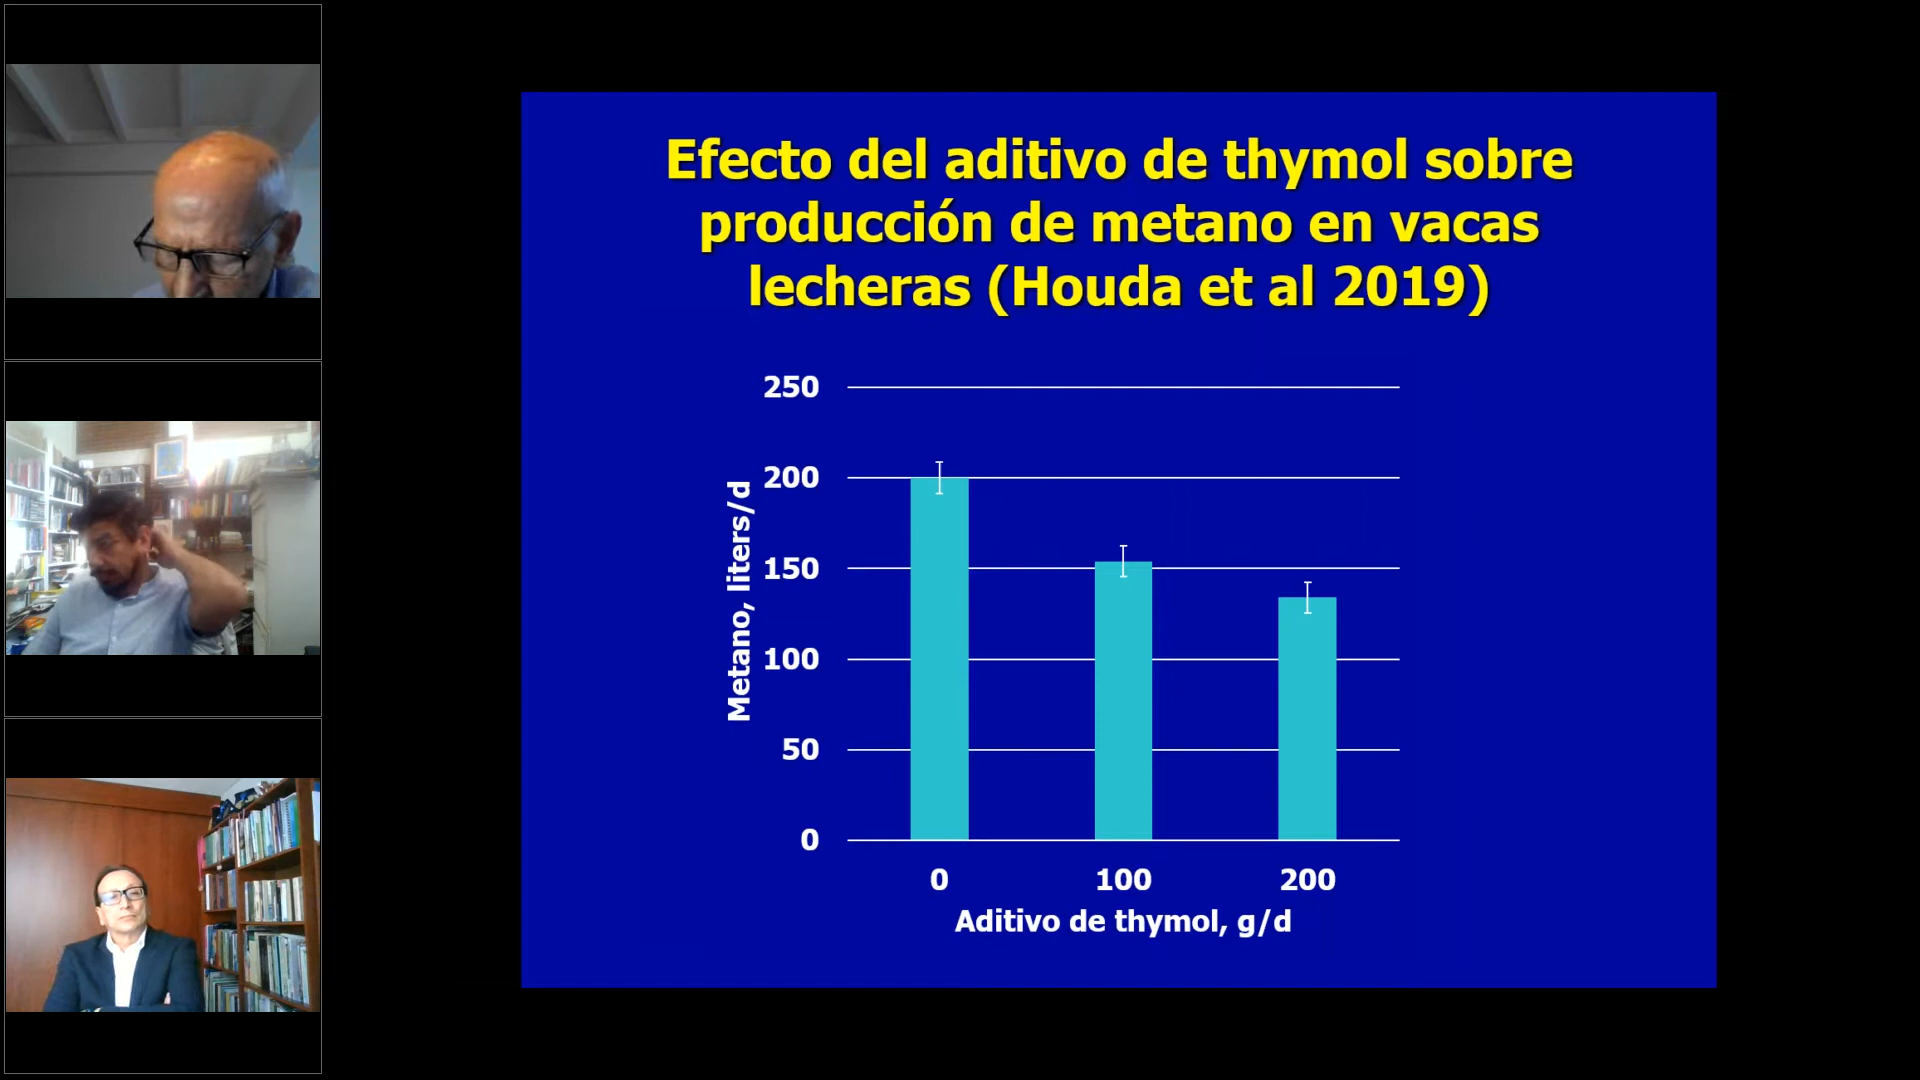 Efecto del aditivo de thymol sobre
producción de metano en vacas
lecheras (Houda et al 2019)
250
200
150
100
50
0
Metano, liters/d
0 100 200
Aditivo de thymol, g/d